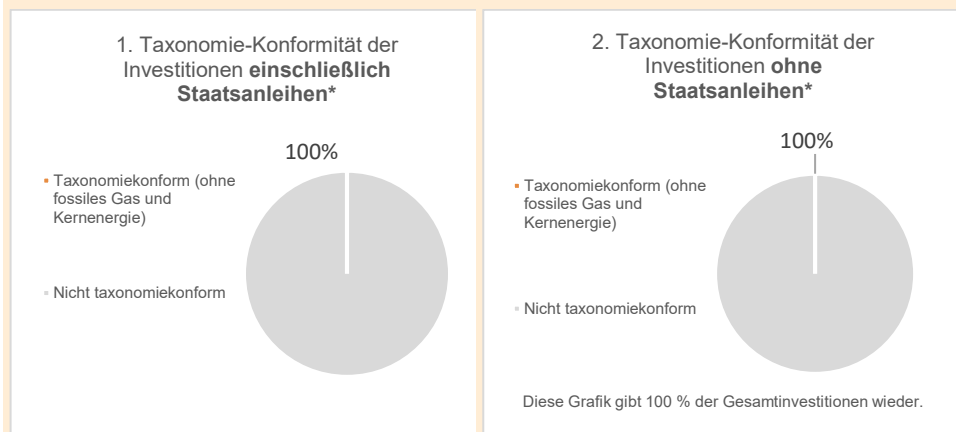 1. Taxonomie-Konformität der
Investitionen einschließlich
Staatsanleihen*
100%
Taxonomiekonform (ohne
fossiles Gas und
Kernenergie)
Nicht taxonomiekonform
2. Taxonomie-Konformität der
Investitionen ohne
Staatsanleihen*
100%
Taxonomiekonform (ohne
fossiles Gas und
Kernenergie)
Nicht taxonomiekonform
Diese Grafik gibt 100 % der Gesamtinvestitionen wieder.